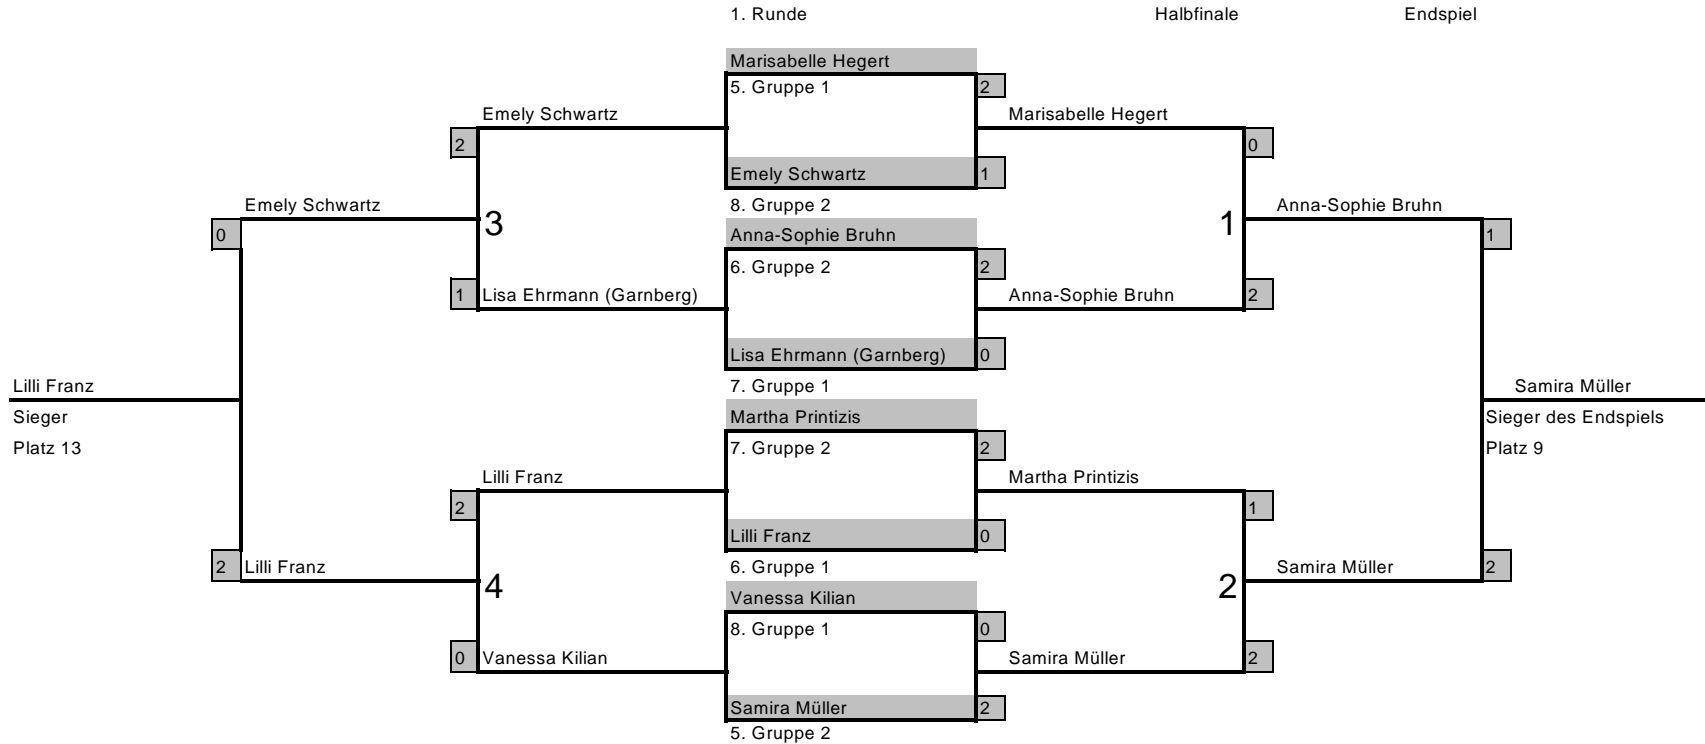 1. Runde Halbfinale Endspiel
Marisabelle Hegert
5. Gruppe 1 2
Emely Schwartz Marisabelle Hegert
2 0
Emely Schwartz 1
Emely Schwartz 8. Gruppe 2 Anna-Sophie Bruhn
0 3 Anna-Sophie Bruhn 1 1
6. Gruppe 2 2
1 Lisa Ehrmann (Garnberg) Anna-Sophie Bruhn 2
Lisa Ehrmann (Garnberg) 0
Lilli Franz 7. Gruppe 1 Samira Müller
Sieger Martha Printizis Sieger des Endspiels
Platz 13 7. Gruppe 2 2 Platz 9
Lilli Franz Martha Printizis
2 1
Lilli Franz 0
2 Lilli Franz 6. Gruppe 1 Samira Müller 2
4 Vanessa Kilian 2
8. Gruppe 1 0
0 Vanessa Kilian Samira Müller 2
Samira Müller 2
5. Gruppe 2